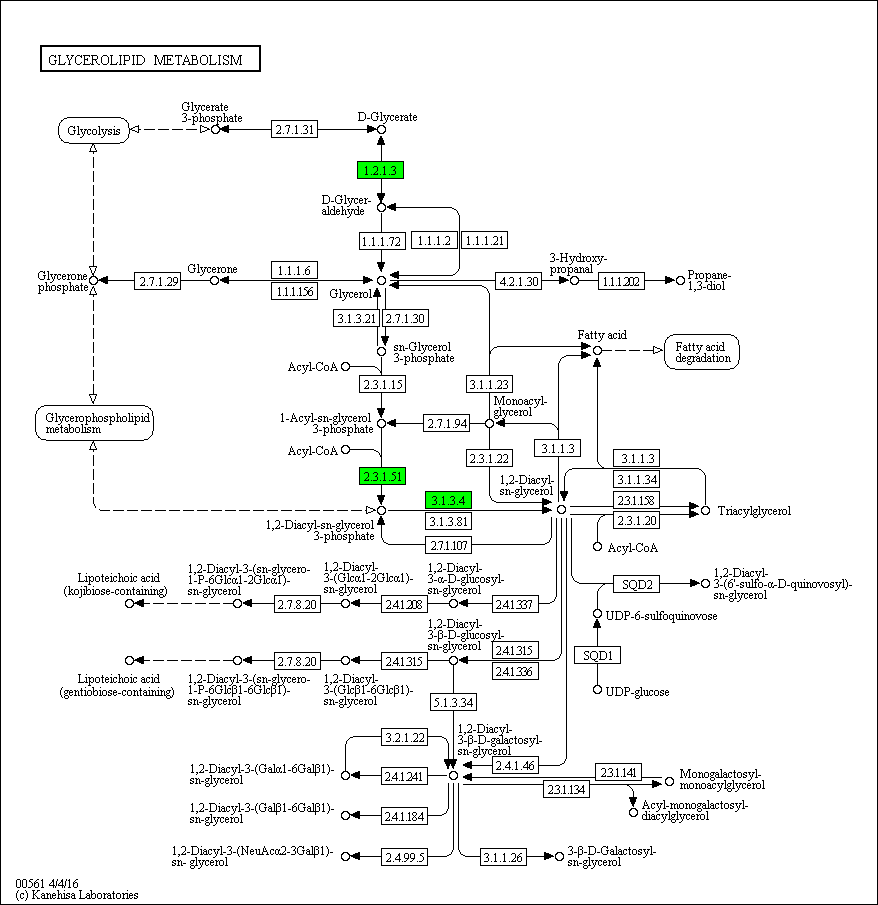 GLYCEROLIPID METABOLISM
Glycerate
3-phosphate
D-Glycerate
Glycolysis
2.7.1.31
1.2.1.3
D-Glycer-
aldehyde
1.1.1.72
1.1.1.2
1.1.1.21
3-Hydroxy-
propanal
Glycerone
phosphate
2.7.1.29
Glycerone
1.1.1.6
1.1.1.156
Glycerol
4.2.1.30
1.1.1.202
Propane-
1,3-diol
3.1.3.21
2.7.1.30
sn-Glycerol
3-phosphate
Fatty acid
Fatty acid
degradation
Acyl-CoA
2.3.1.15
3.1.1.23
Monoacyl-
glycerol
Glycerophospholipid
metabolism
1-Acyl-sn-glycerol
3-phosphate
2.7.1.94
3.1.1.3
Acyl-CoA
2.3.1.22
3.1.1.3
2.3.1.51
1,2-Diacyl-
sn-glycerol
3.1.1.34
3.1.3.4
2.3.1.158
Triacylglycerol
1,2-Diacyl-sn-glycerol
3-phosphate
3.1.3.81
2.3.1.20
2.7.1.107
Acyl-CoA
Lipoteichoic acid
(kojibiose-containing)
1,2-Diacyl-3-(sn-glycero-
1-P-6Glcα1-2Glcα1)-
sn-glycerol
2.7.8.20
1,2-Diacyl-
3-(Glcα1-2Glcα1)-
sn-glycerol
2.4.1.208
1,2-Diacyl-
3-α-D-glucosyl-
sn-glycerol
2.4.1.337
SQD2
1,2-Diacyl-
3-(6'-sulfo-α-D-quinovosyl)-
sn-glycerol
UDP-6-sulfoquinovose
1,2-Diacyl-
3-β-D-glucosyl-
sn-glycerol
2.4.1.315
2.4.1.336
SQD1
Lipoteichoic acid
(gentiobiose-containing)
2.7.8.20
1,2-Diacyl-3-(sn-glycero-
1-P-6Glcβ1-6Glcβ1)-
sn-glycerol
2.4.1.315
1,2-Diacyl-
3-(Glcβ1-6Glcβ1)-
sn-glycerol
UDP-glucose
5.1.3.34
1,2-Diacyl-
3-β-D-galactosyl-
sn-glycerol
3.2.1.22
2.4.1.46
1,2-Diacyl-3-(Galα1-6Galβ1)-
sn-glycerol
2.4.1.241
2.3.1.141
2.3.1.134
Monogalactosyl-
monoacylglycerol
1,2-Diacyl-3-(Galβ1-6Galβ1)-
sn-glycerol
2.4.1.184
Acyl-monogalactosyl-
diacylglycerol
1,2-Diacyl-3-(NeuAcα2-3Galβ1)-
sn- glycerol
2.4.99.5
3.1.1.26
3-β-D-Galactosyl-
sn-glycerol
00561 4/4/16
(c) Kanehisa Laboratories